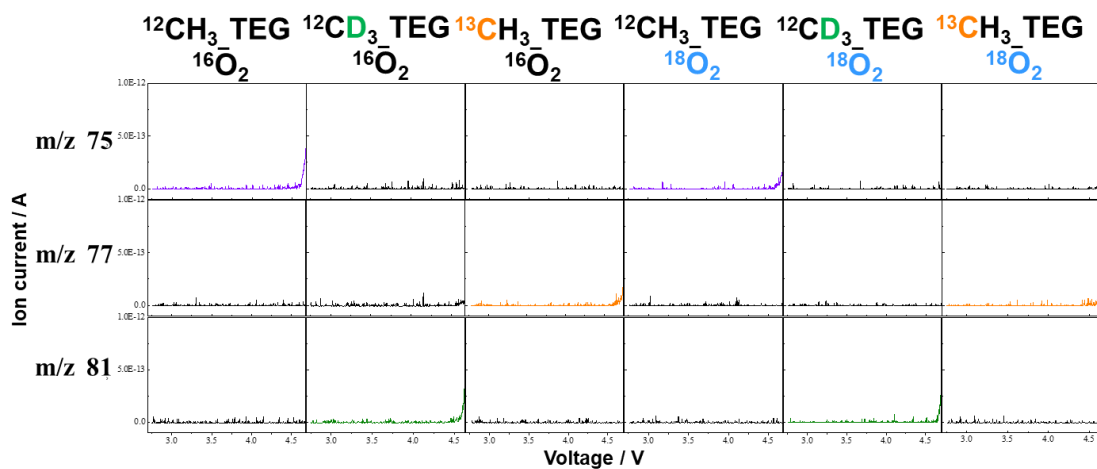 ¹²CH₃_TEG ¹²CD₃_TEG ¹³CH₃_TEG ¹²CH₃_TEG ¹²CD₃_TEG ¹³CH₃_TEG
¹⁶O₂ ¹⁶O₂ ¹⁶O₂ ¹⁸O₂ ¹⁸O₂ ¹⁸O₂
1.0E-12
m/z 75
5.0E-13
0.0
1.0E-12
m/z 77
5.0E-13
0.0
1.0E-12
m/z 81
5.0E-13
0.0
Ion current / A
3.0 3.5 4.0 4.5 3.0 3.5 4.0 4.5 3.0 3.5 4.0 4.5 3.0 3.5 4.0 4.5 3.0 3.5 4.0 4.5 3.0 3.5 4.0 4.5
Voltage / V